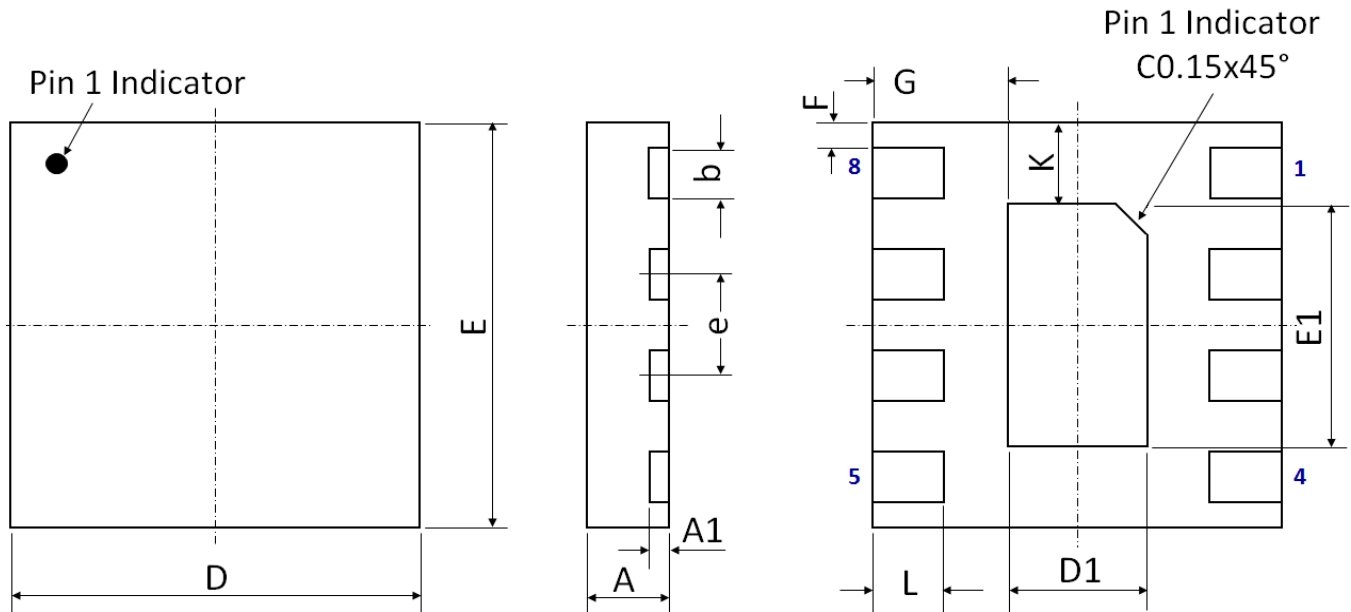 Pin 1 Indicator
Pin 1 Indicator
C0.15x45°
G
F
8
b
K
1
E
e
E1
5
4
A1
D
A
L
D1